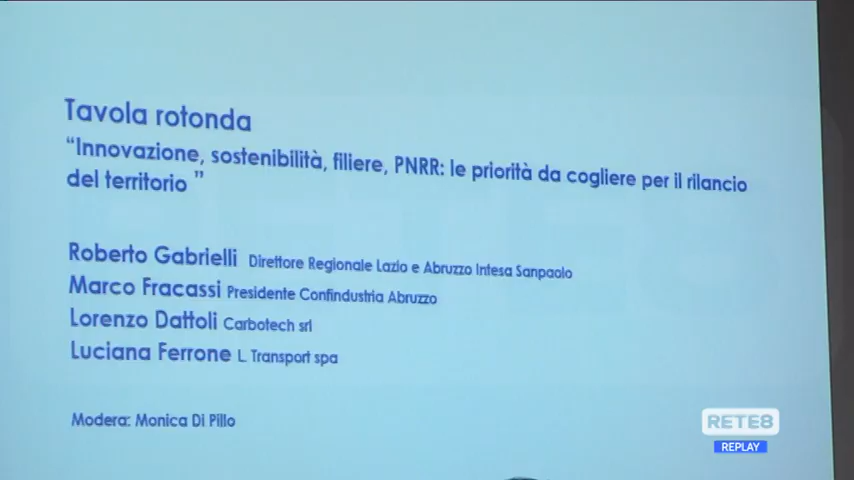 Tavola rotonda
“Innovazione, sostenibilità, filiere, PNRR: le priorità da cogliere per il rilancio
del territorio ”
Roberto Gabrielli Direttore Regionale Lazio e Abruzzo Intesa Sanpaolo
Marco Fracassi Presidente Confindustria Abruzzo
Lorenzo Dattoli Carbotech srl
Luciana Ferrone L. Transport spa
Modera: Monica Di Pillo
RETE8
REPLAY